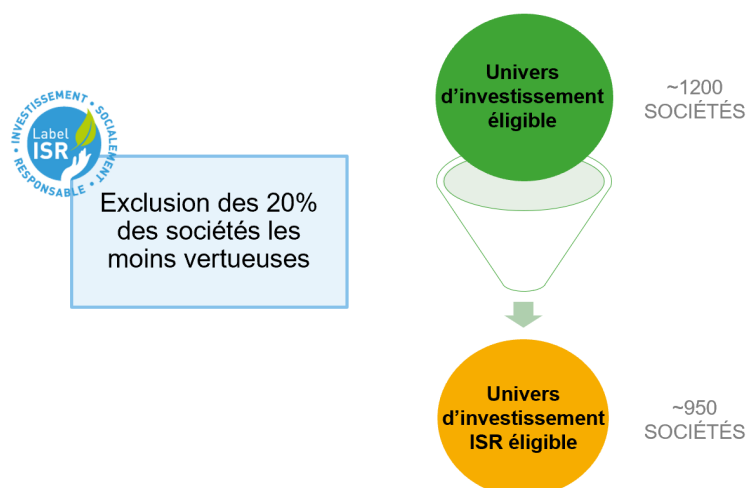 Univers
d’investissement
éligible
~1200
SOCIÉTÉS
INVESTISSEMENT • SOCIALEMENT • RESPONSABLE •
Label
ISR
Exclusion des 20%
des sociétés les
moins vertueuses
Univers
d’investissement
ISR éligible
~950
SOCIÉTÉS